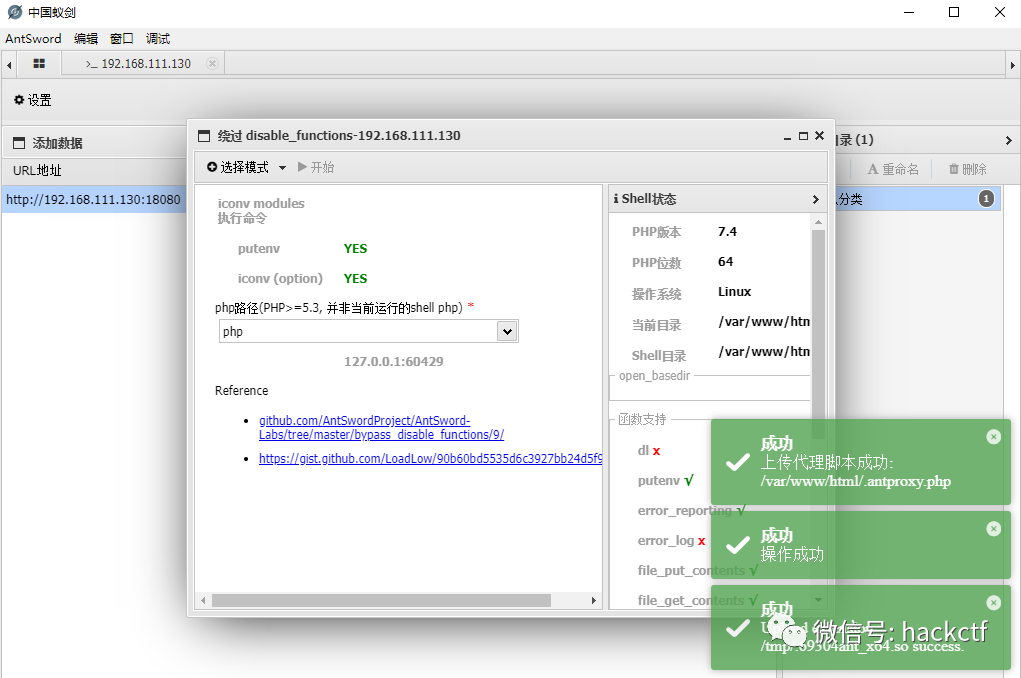 中国蚁剑
AntSword 编辑 窗口 调试
>_ 192.168.111.130
设置
添加数据
URL地址
http://192.168.111.130:18080
录 (1)
重命名 删除
分类 1
绕过 disable_functions-192.168.111.130
选择模式 开始
iconv modules
执行命令
putenv YES
iconv (option) YES
php路径(PHP>=5.3, 并非当前运行的shell php) *
php
127.0.0.1:60429
Reference
github.com/AntSwordProject/AntSword-
Labs/tree/master/bypass_disable_functions/9/
https://gist.github.com/LoadLow/90b60bd5535d6c3927bb24d5f9
Shell状态
PHP版本 7.4
PHP位数 64
操作系统 Linux
当前目录 /var/www/htm
Shell目录 /var/www/htm
open_basedir
函数支持
dl x
putenv √
error_reporting √
error_log x
file_put_contents √
file_get_contents √
成功
上传代理脚本成功:
/var/www/html/.antproxy.php
成功
操作成功
成功
success.
微信号: hackctf